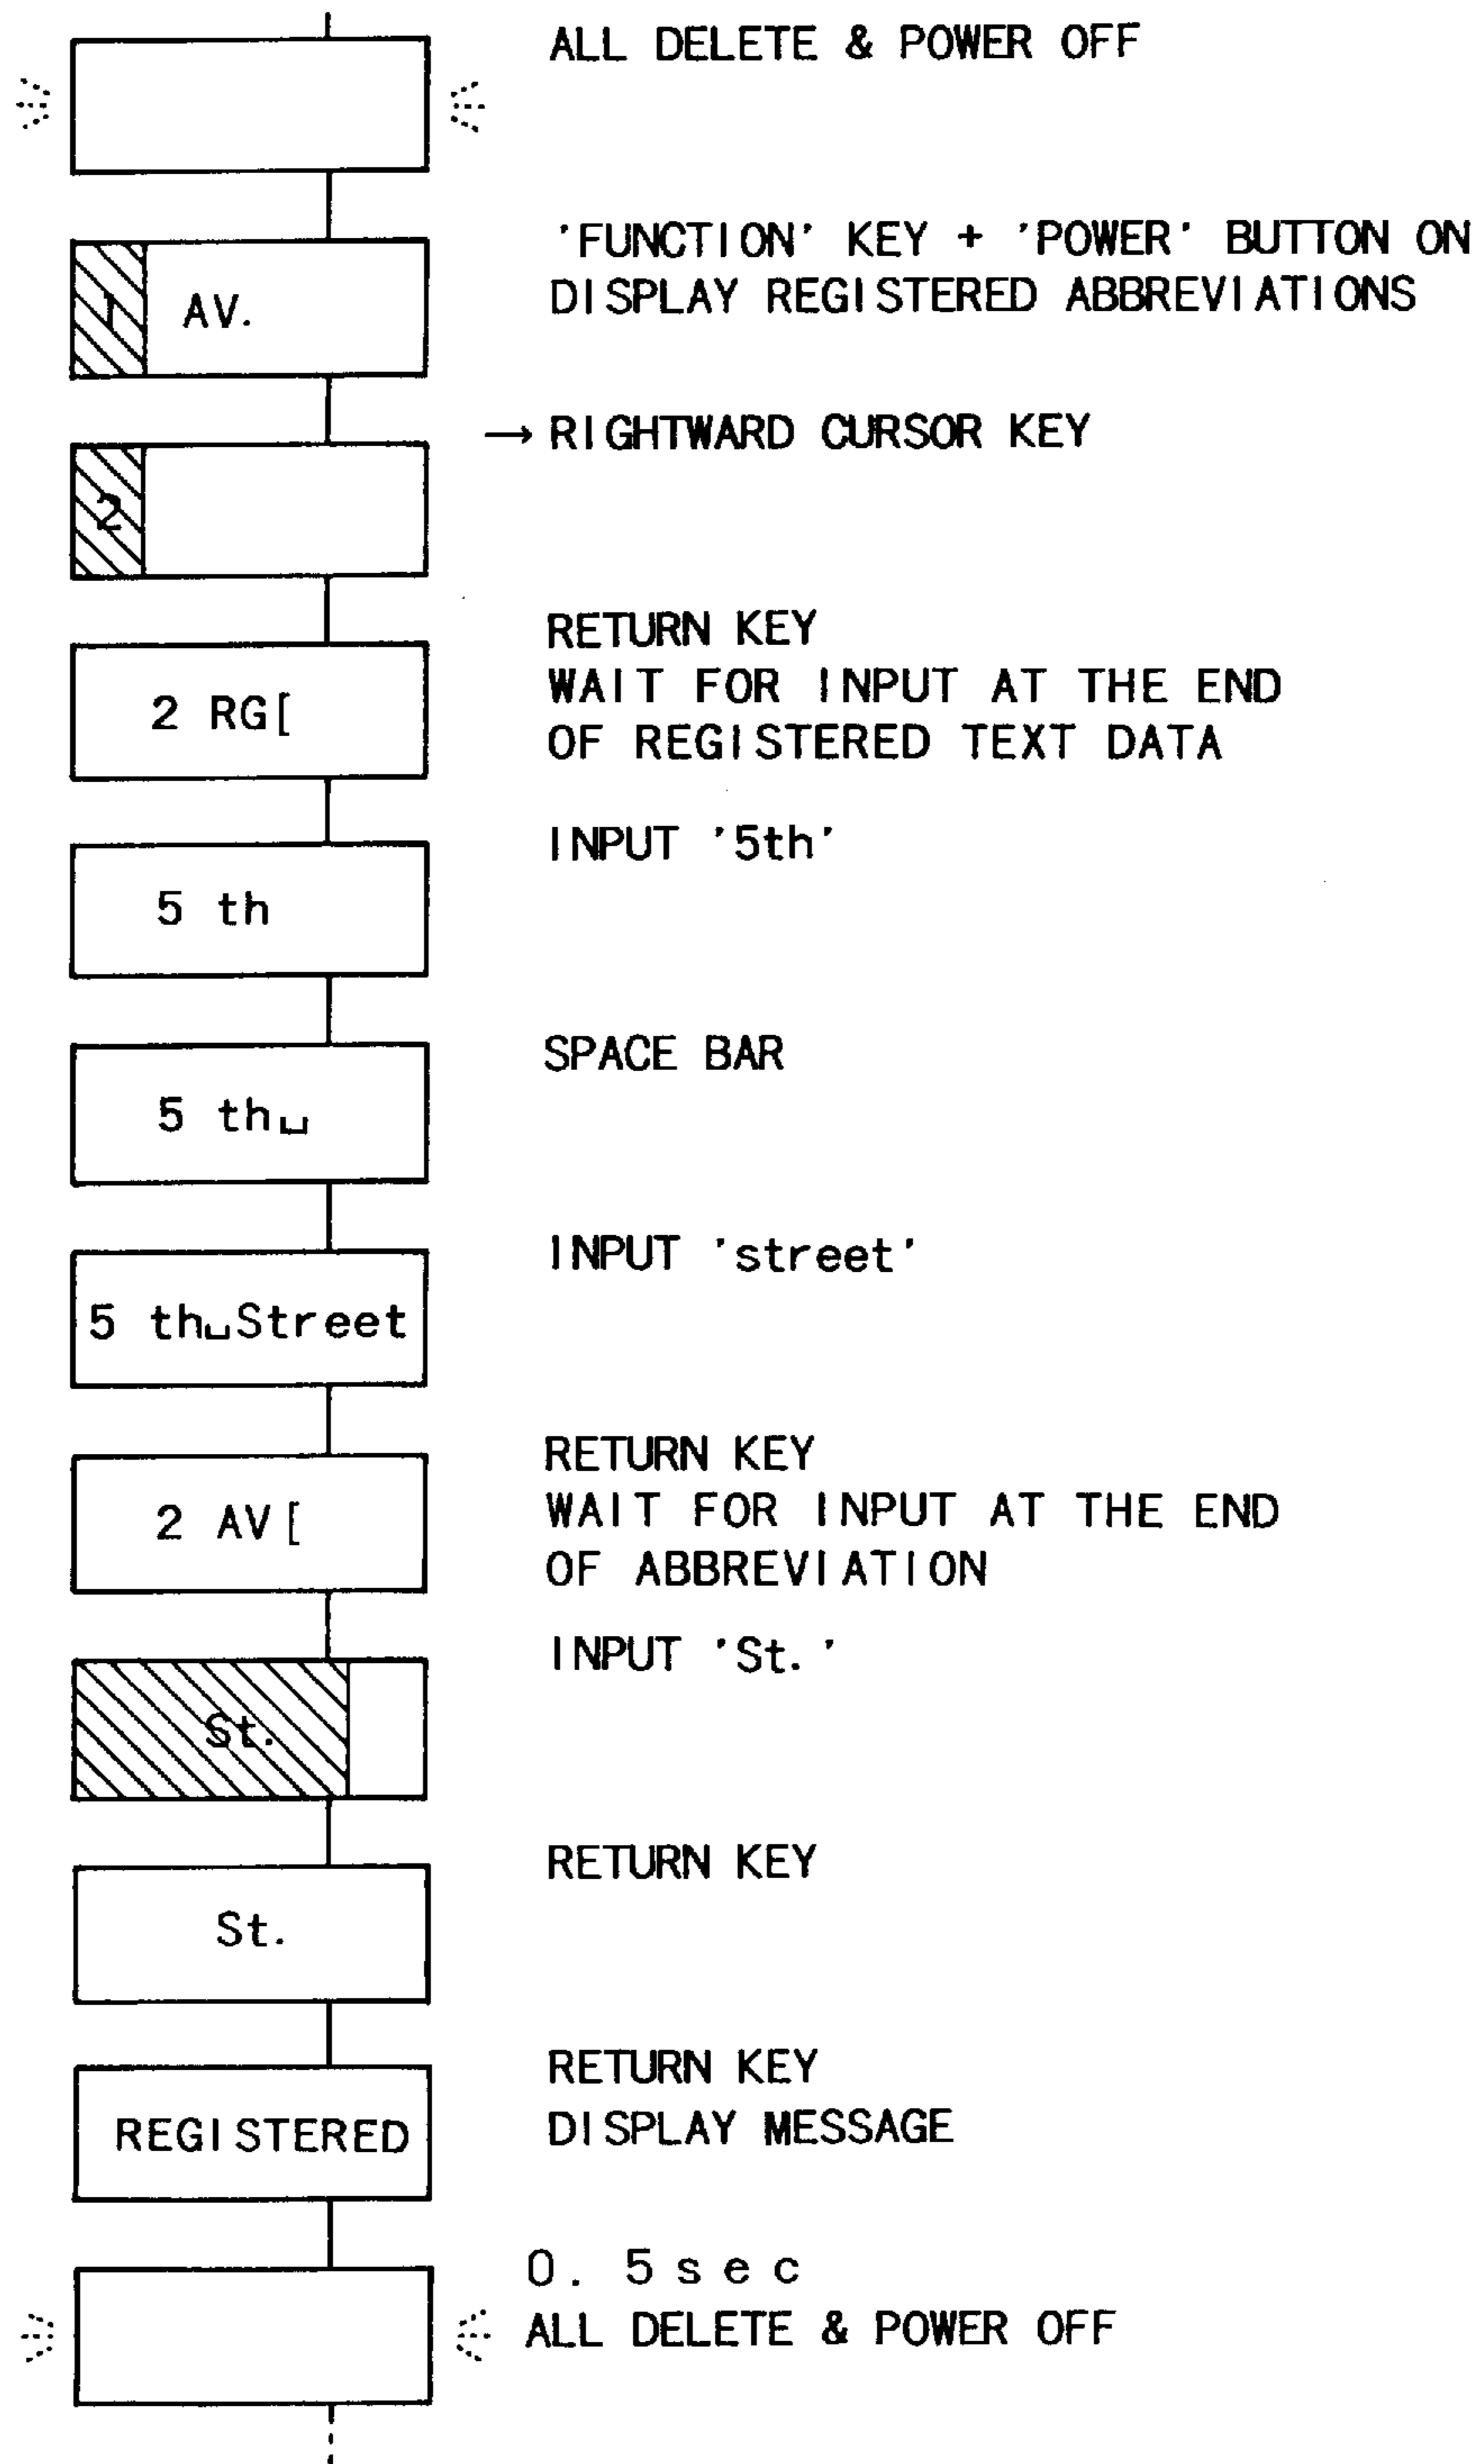 ALL DELETE & POWER OFF
'FUNCTION' KEY + 'POWER' BUTTON ON
DISPLAY REGISTERED ABBREVIATIONS
1 AV.
→ RIGHTWARD CURSOR KEY
2
RETURN KEY
WAIT FOR INPUT AT THE END
OF REGISTERED TEXT DATA
2 RG[
INPUT '5th'
5 th
SPACE BAR
5 th␣
INPUT 'street'
5 th␣Street
RETURN KEY
WAIT FOR INPUT AT THE END
OF ABBREVIATION
2 AV[
INPUT 'St.'
St.
RETURN KEY
St.
RETURN KEY
DISPLAY MESSAGE
REGISTERED
0. 5 sec
ALL DELETE & POWER OFF